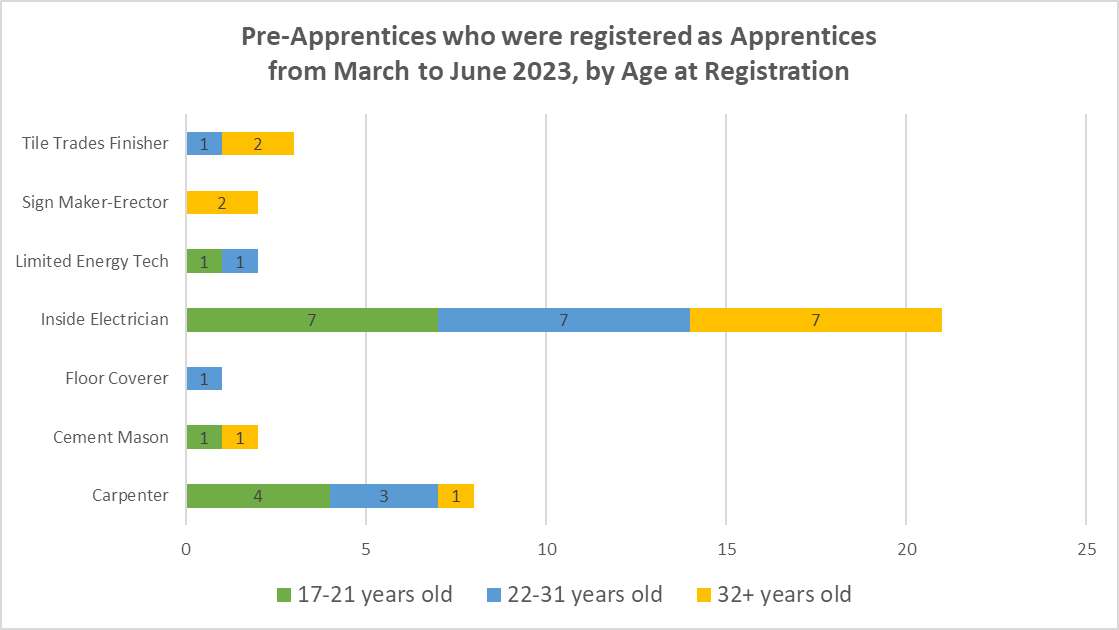 Pre-Apprentices who were registered as Apprentices
from March to June 2023, by Age at Registration
Tile Trades Finisher 1 2
Sign Maker-Erector 2
Limited Energy Tech 1 1
Inside Electrician 7 7 7
Floor Coverer 1
Cement Mason 1 1
Carpenter 4 3 1
0 5 10 15 20 25
17-21 years old 22-31 years old 32+ years old